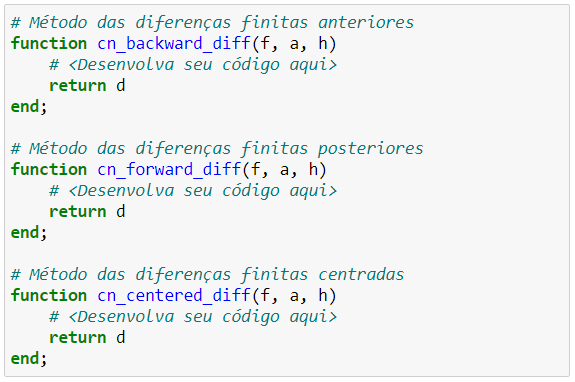 # Método das diferenças finitas anteriores
function cn_backward_diff(f, a, h)
    # <Desenvolva seu código aqui>
    return d
end;

# Método das diferenças finitas posteriores
function cn_forward_diff(f, a, h)
    # <Desenvolva seu código aqui>
    return d
end;

# Método das diferenças finitas centradas
function cn_centered_diff(f, a, h)
    # <Desenvolva seu código aqui>
    return d
end;